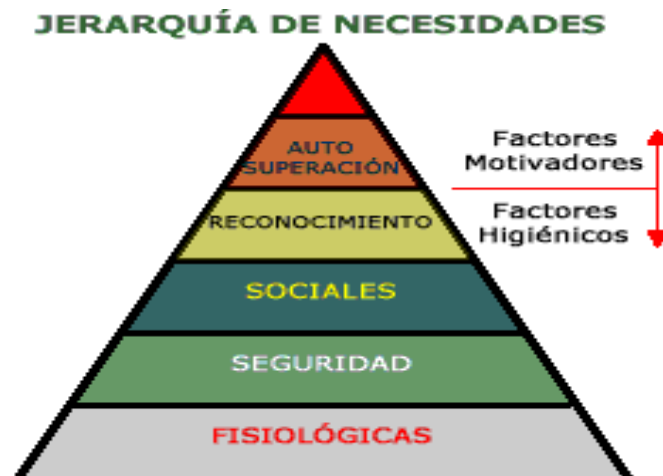 JERARQUÍA DE NECESIDADES
AUTO
SUPERACIÓN
Factores
Motivadores
RECONOCIMIENTO
Factores
Higiénicos
SOCIALES
SEGURIDAD
FISIOLÓGICAS